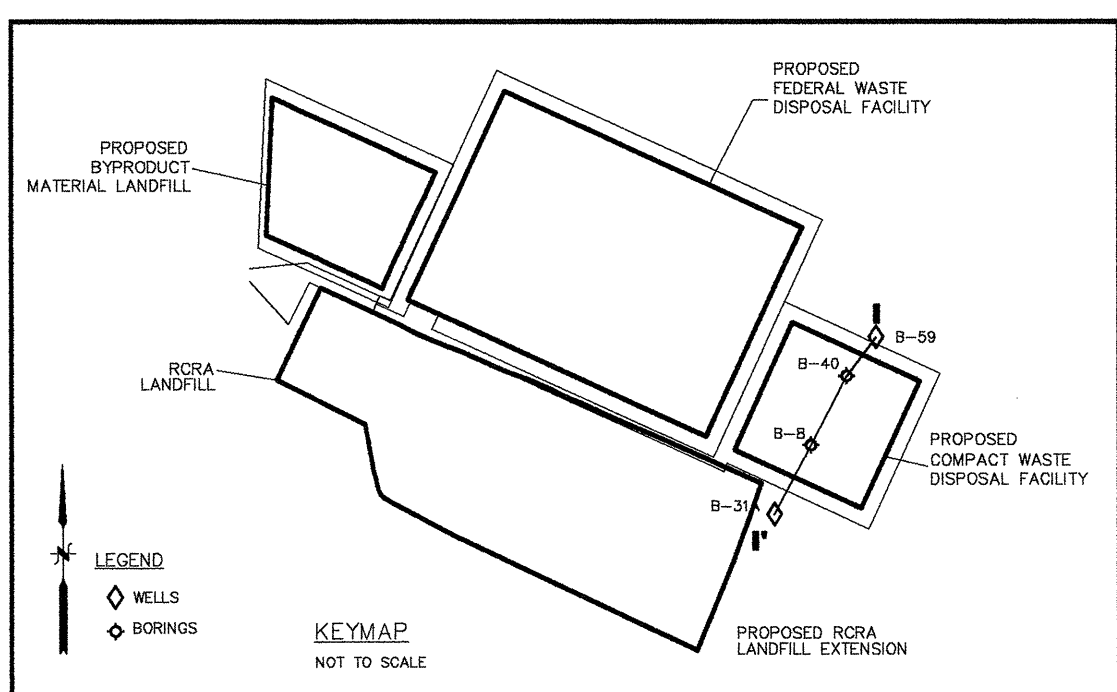 PROPOSED
FEDERAL WASTE
DISPOSAL FACILITY
PROPOSED
BYPRODUCT
MATERIAL LANDFILL
I
B-59
B-40
RCRA
LANDFILL
B-8
PROPOSED
COMPACT WASTE
DISPOSAL FACILITY
B-31A
I'
N
LEGEND
WELLS
BORINGS
KEYMAP
NOT TO SCALE
PROPOSED RCRA
LANDFILL EXTENSION